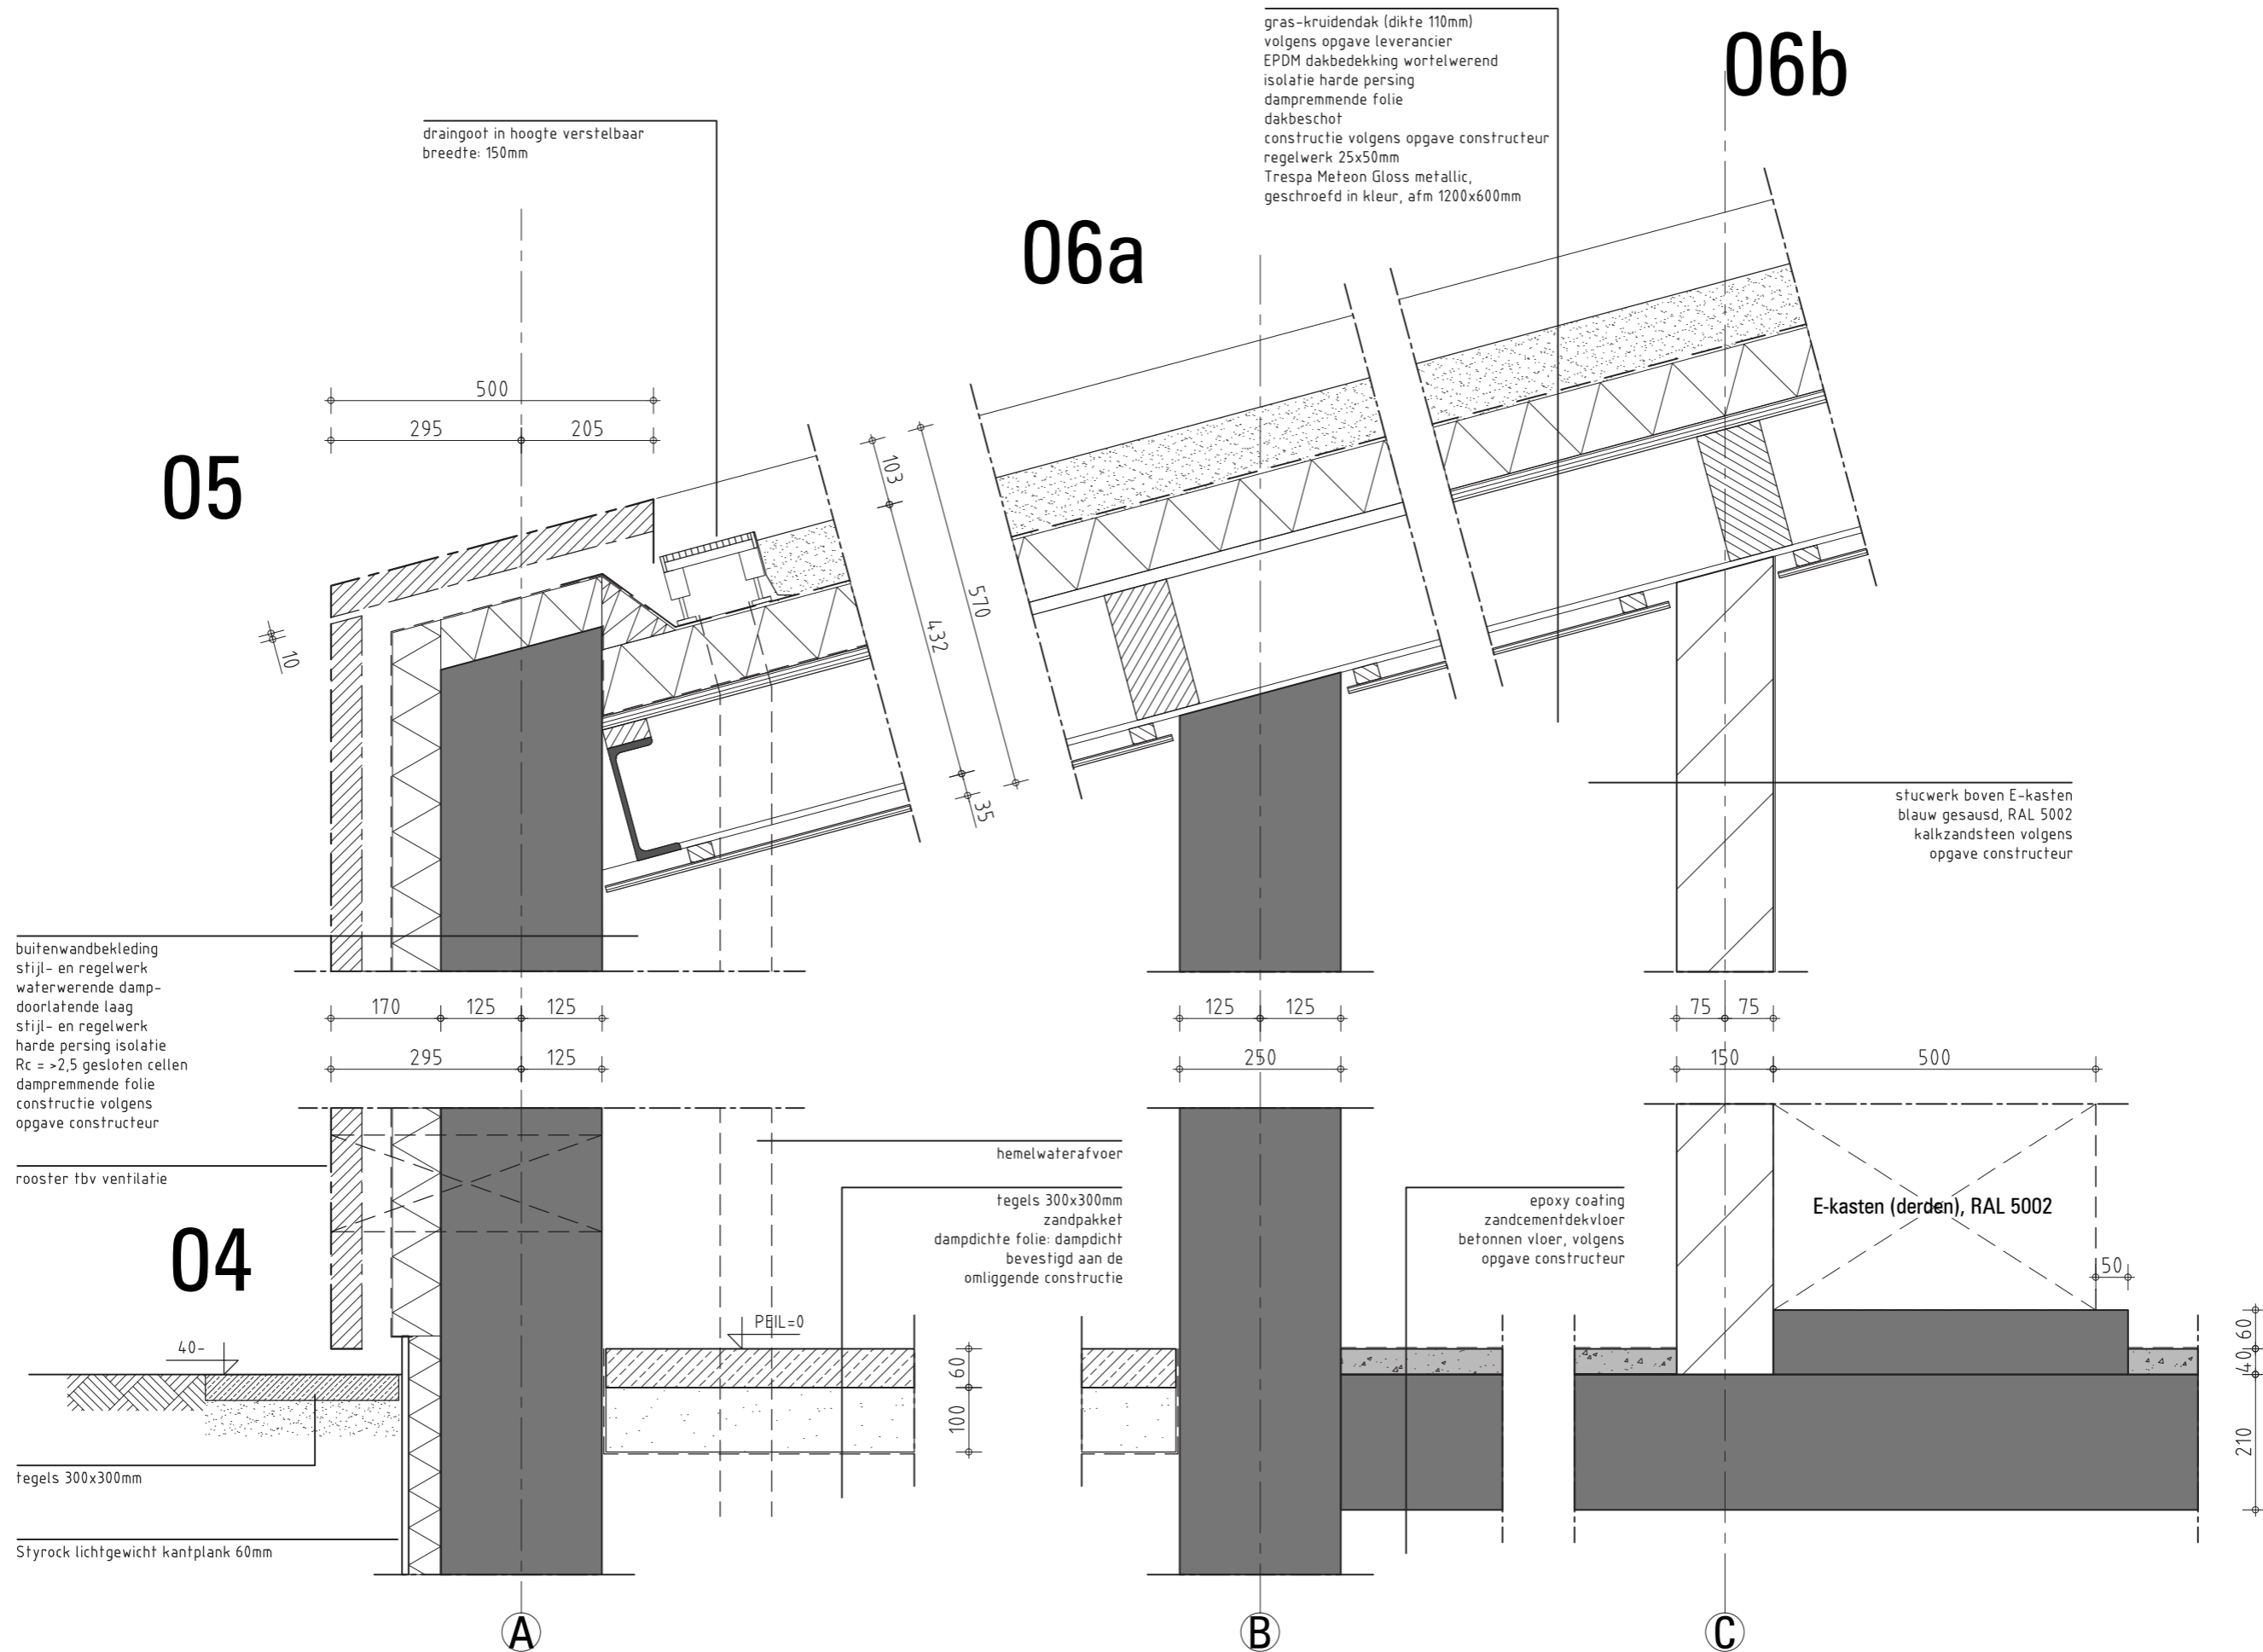 gras-kruidendak (dikte 110mm)
volgens opgave leverancier
EPDM dakbedekking wortelwerend
isolatie harde persing
dampremmende folie
dakbeschot
constructie volgens opgave constructeur
regelwerk 25x50mm
Trespa Meteon Gloss metallic,
geschroefd in kleur, afm 1200x600mm
06b
draingoot in hoogte verstelbaar
breedte: 150mm
06a
500
295
205
05
103
570
432
35
10
stucwerk boven E-kasten
blauw gesausd, RAL 5002
kalkzandsteen volgens
opgave constructeur
buitenwandbekleding
stijl- en regelwerk
waterwerende damp-
doorlatende laag
stijl- en regelwerk
harde persing isolatie
Rc = >2,5 gesloten cellen
dampremmende folie
constructie volgens
opgave constructeur
170
125
125
125
125
75
75
295
125
250
150
500
rooster tbv ventilatie
hemelwaterafvoer
tegels 300x300mm
zandpakket
dampdichte folie: dampdicht
bevestigd aan de
omliggende constructie
epoxy coating
zandcementdekvloer
betonnen vloer, volgens
opgave constructeur
E-kasten (derden), RAL 5002
04
50
PEIL=0
40-
60
100
60
40
210
tegels 300x300mm
Styrock lichtgewicht kantplank 60mm
A
B
C